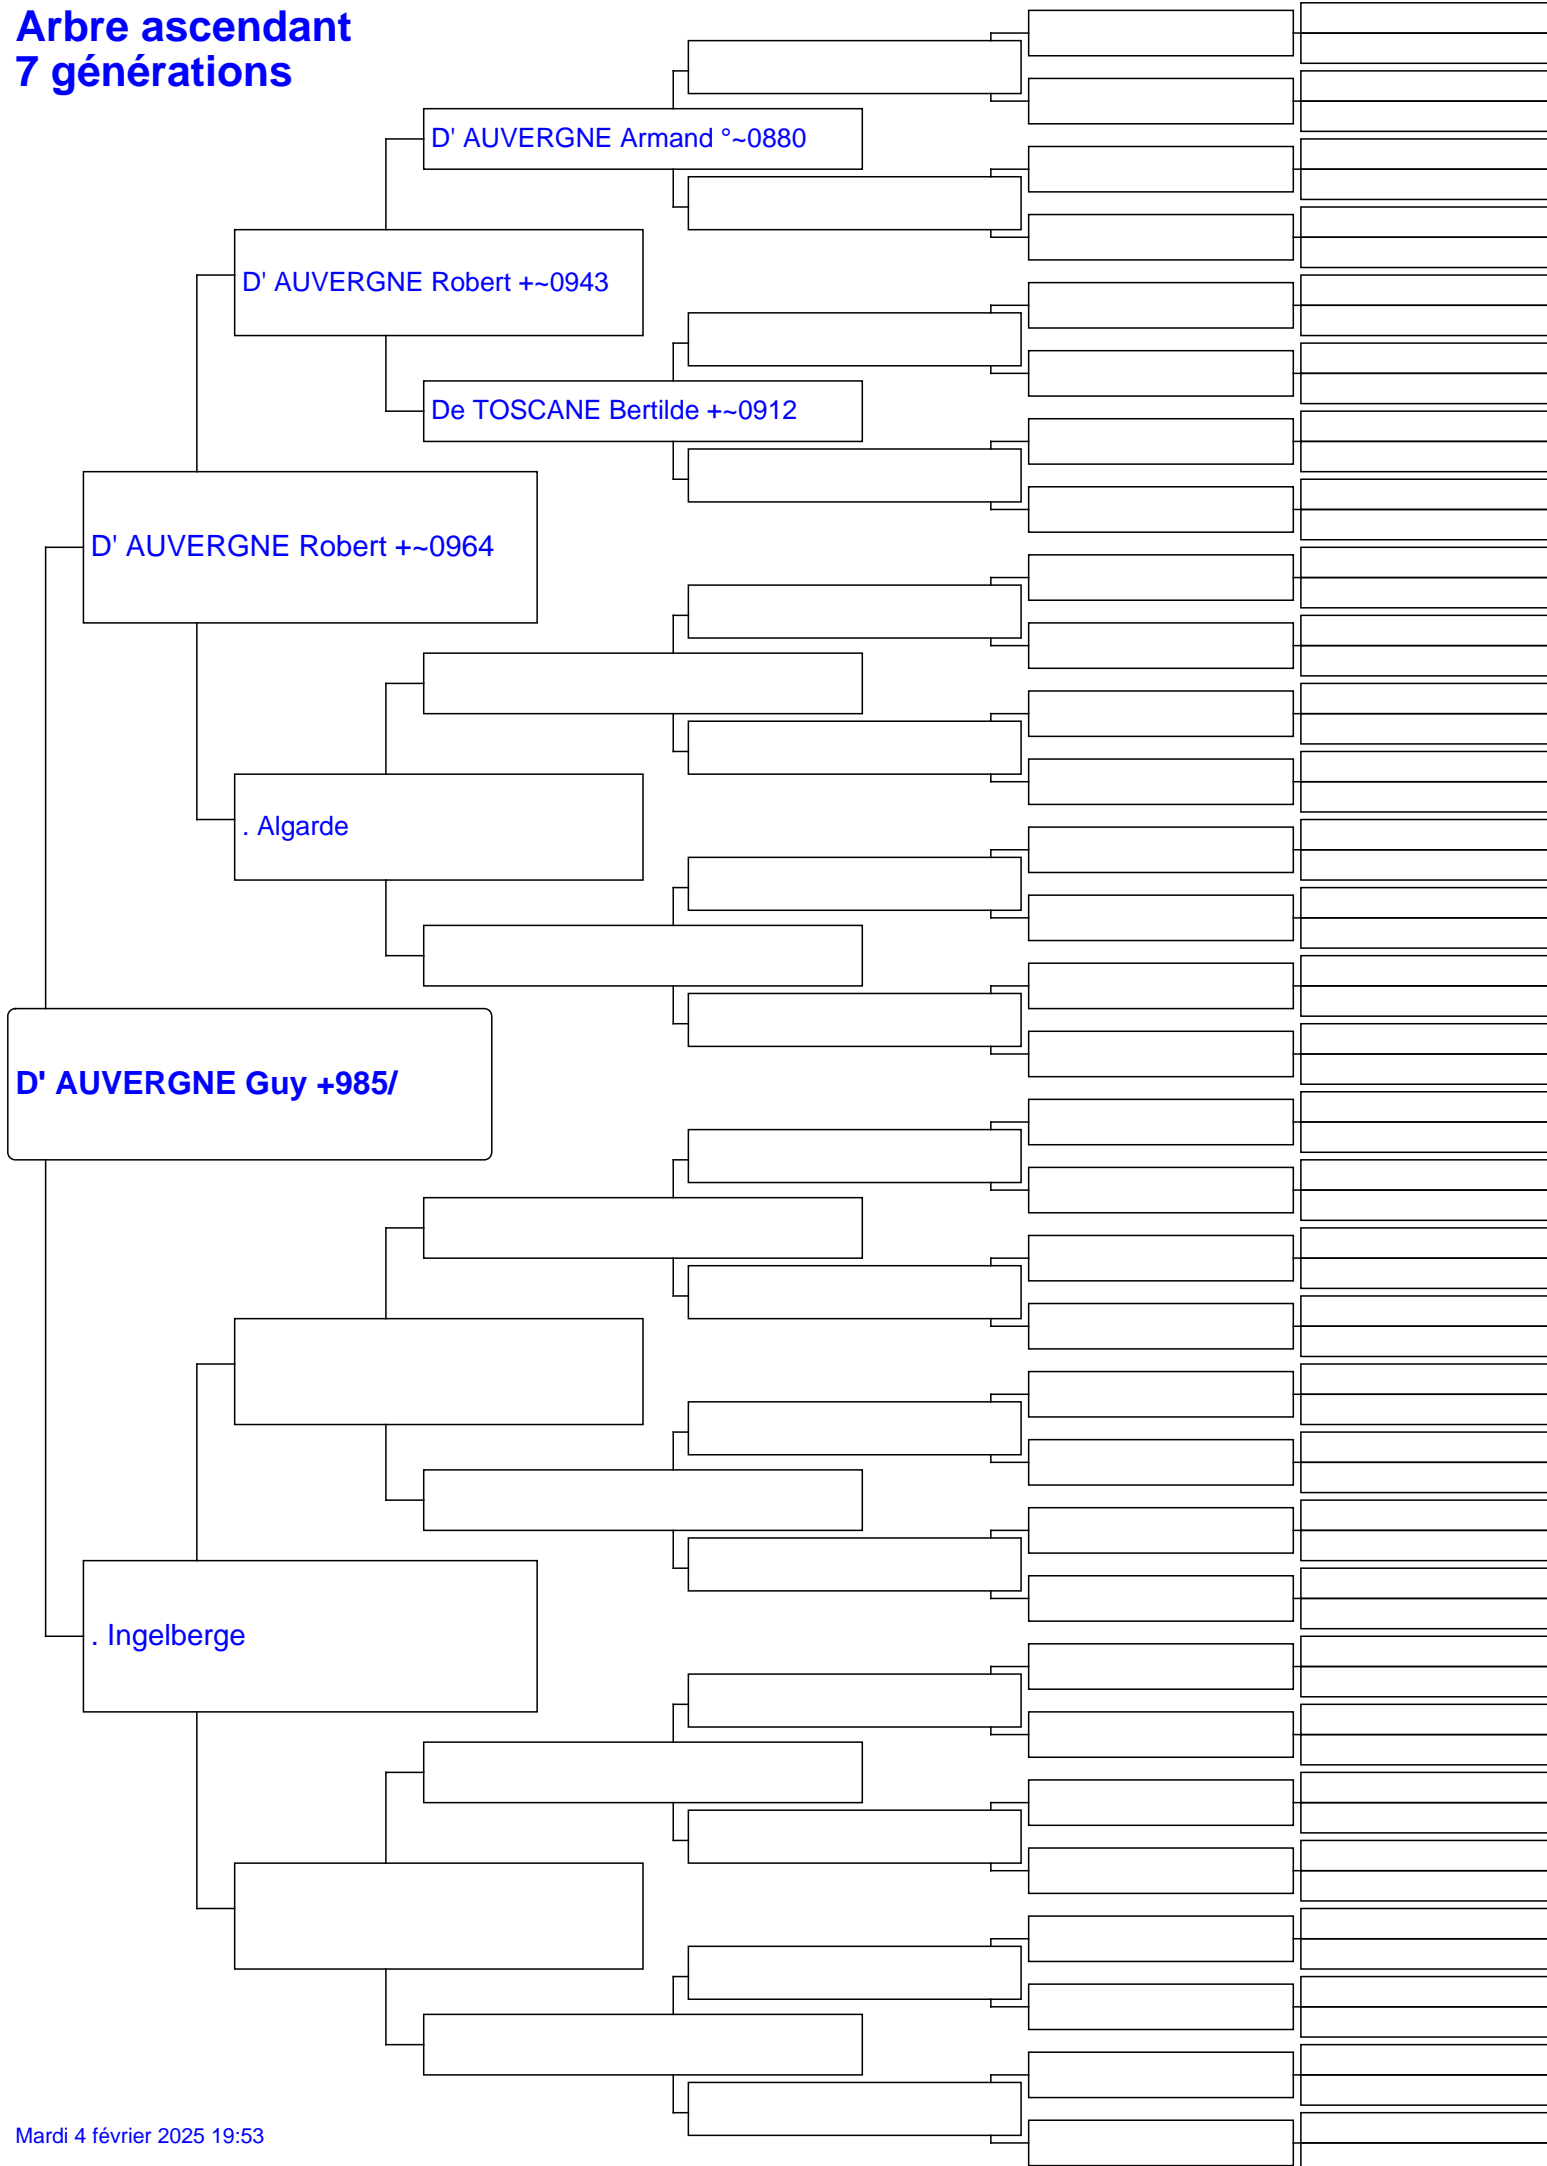 Arbre ascendant
7 générations
D' AUVERGNE Armand °~0880
D' AUVERGNE Robert +~0943
De TOSCANE Bertilde +~0912
D' AUVERGNE Robert +~0964
. Algarde
D' AUVERGNE Guy +985/
. Ingelberge
Mardi 4 février 2025 19:53